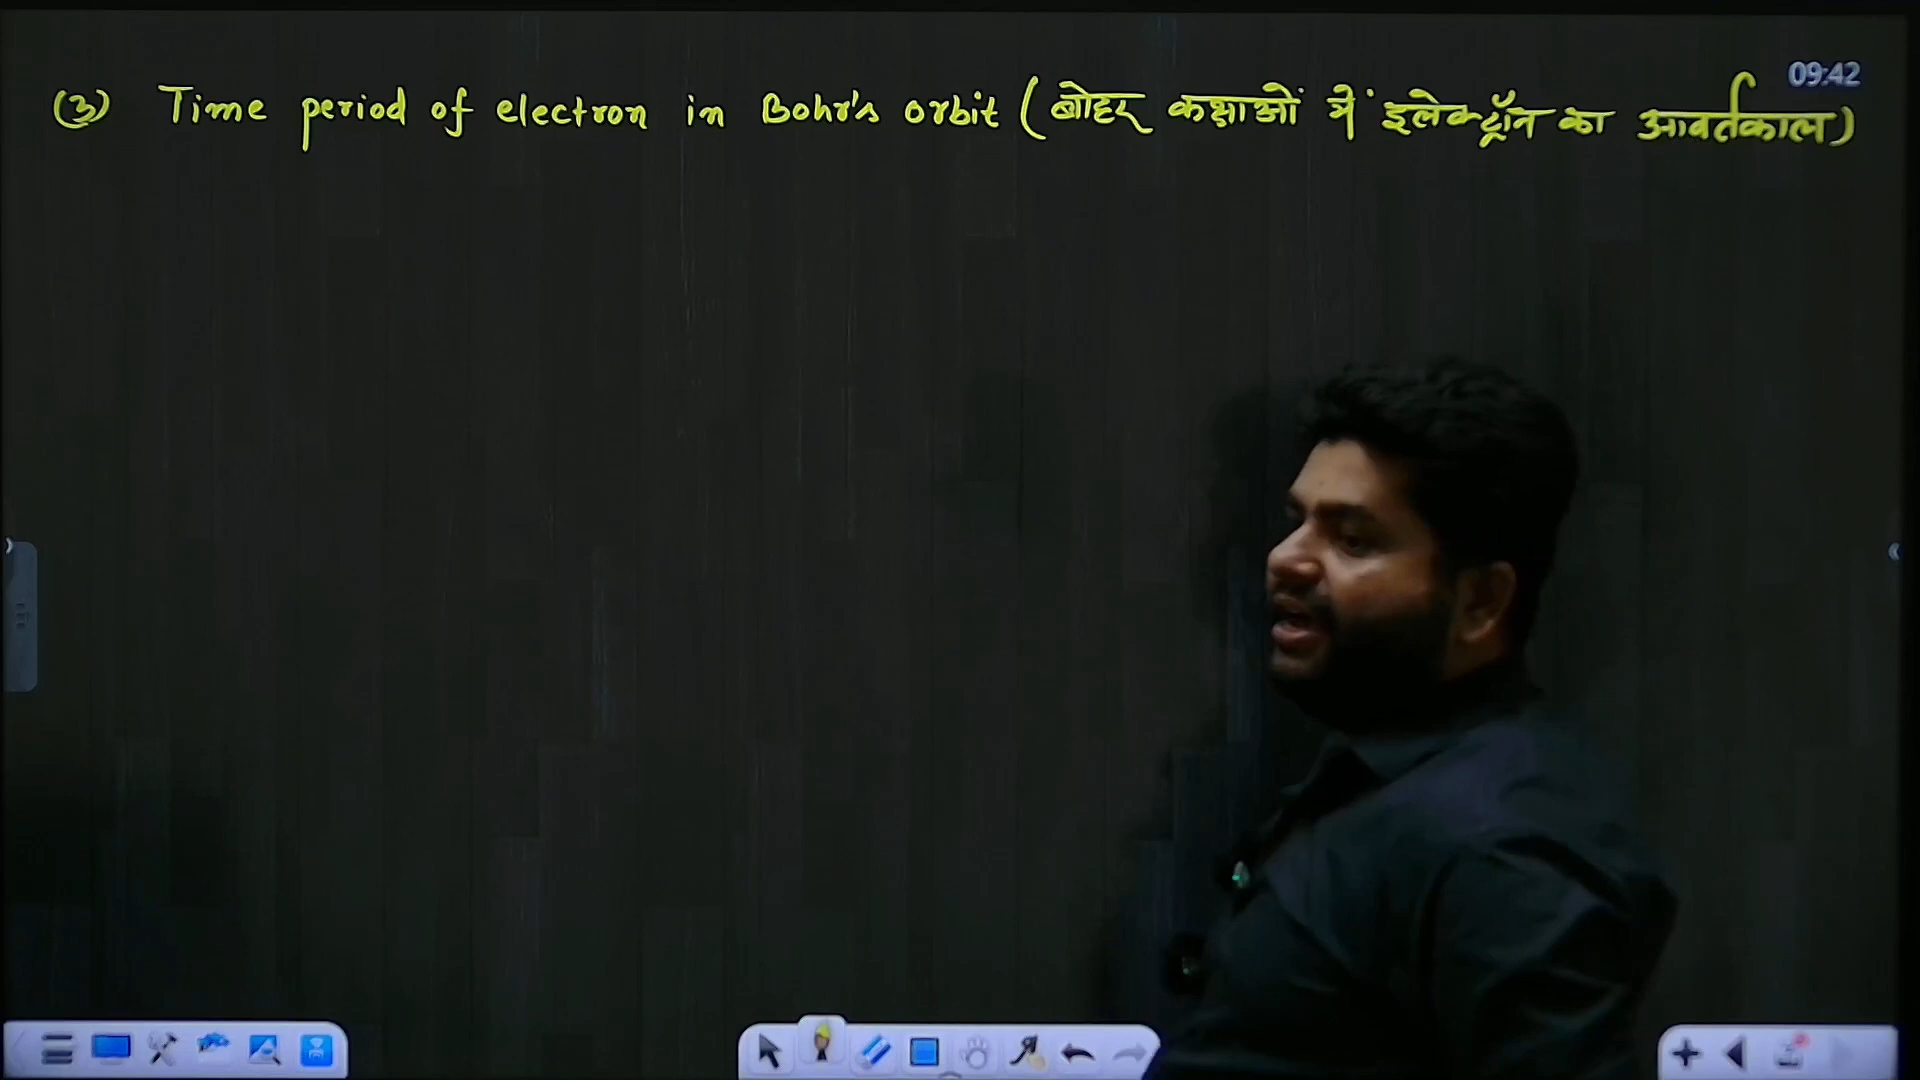 09:42
(3) Time period of electron in Bohr's orbit (बोहर कक्षाओं में इलेक्ट्रॉन का आवर्तकाल)